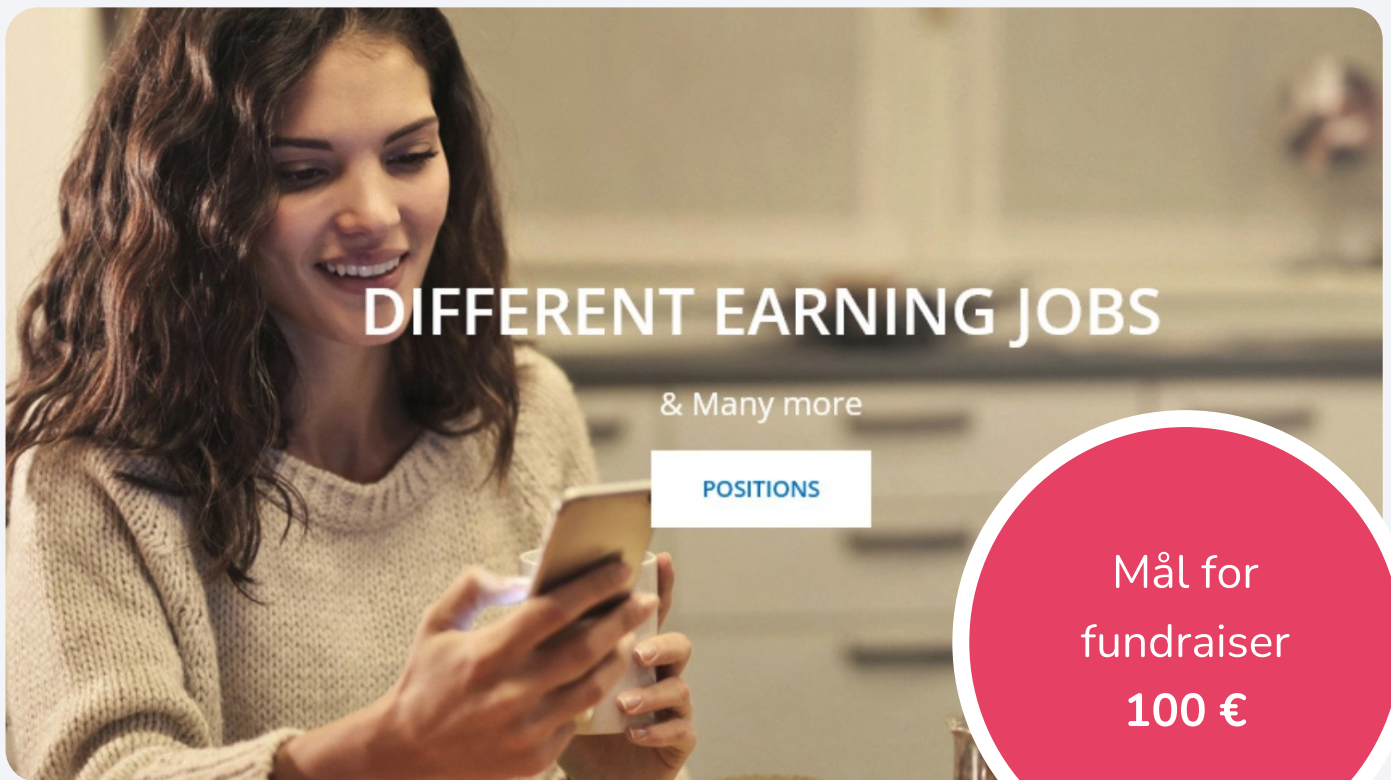 DIFFERENT EARNING JOBS
& Many more
POSITIONS
Mål for
fundraiser
100 €